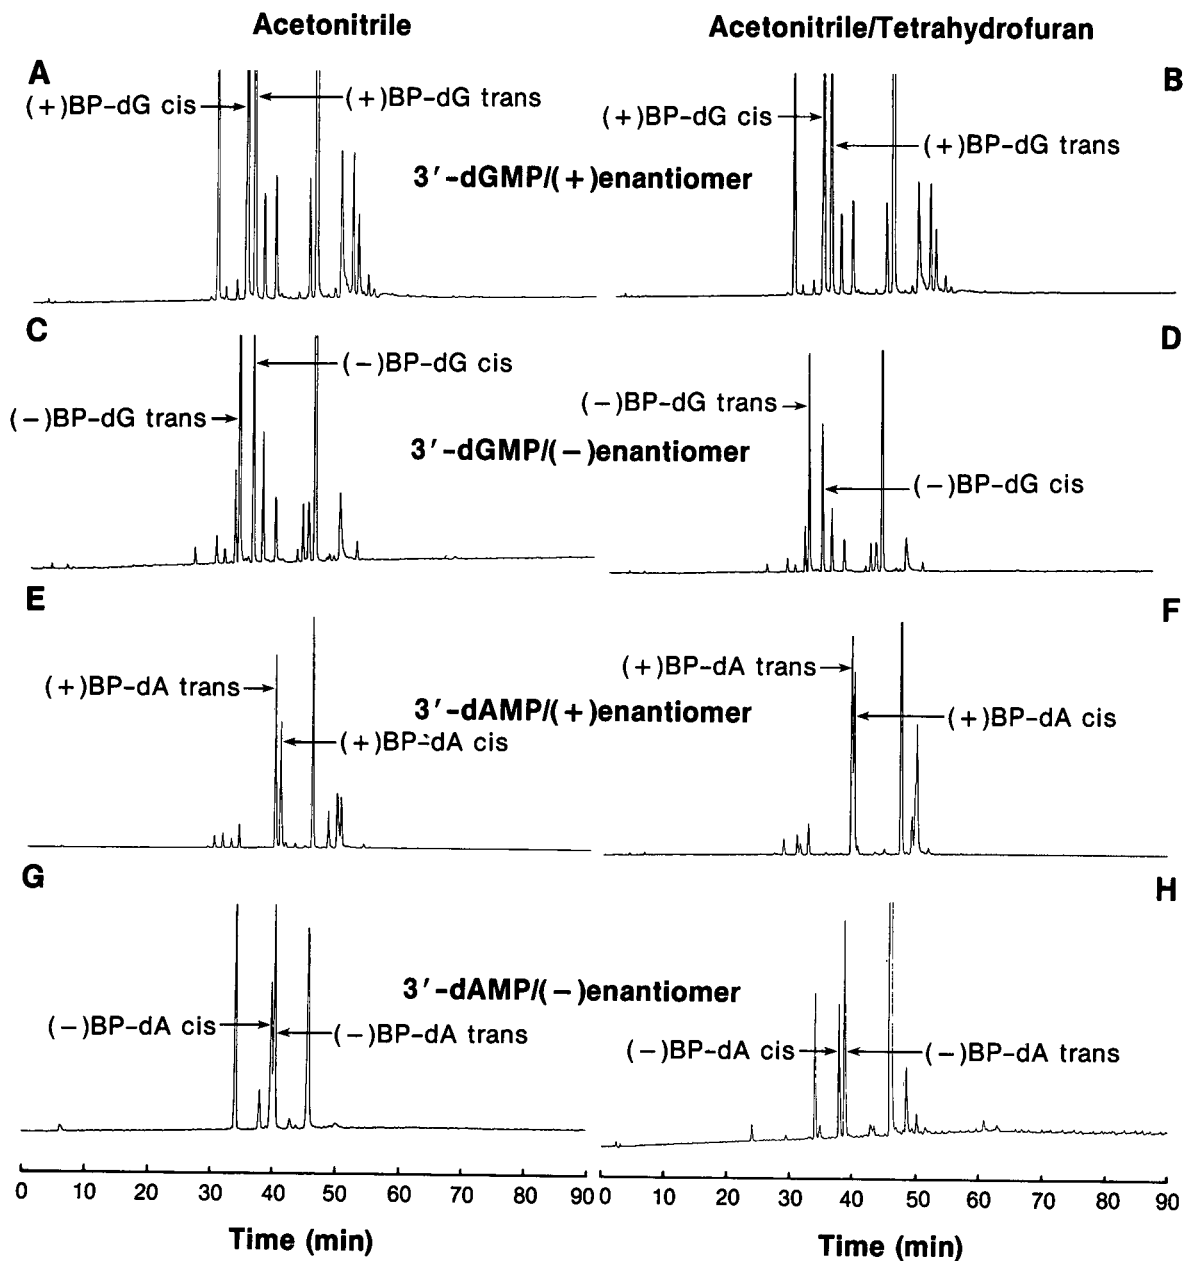 Acetonitrile
Acetonitrile/Tetrahydrofuran
A
B
(+)BP-dG cis
(+)BP-dG trans
(+)BP-dG cis
(+)BP-dG trans
3'-dGMP/(+)enantiomer
C
D
(-)BP-dG cis
(-)BP-dG trans
(-)BP-dG trans
3'-dGMP/(-)enantiomer
(-)BP-dG cis
E
F
(+)BP-dA trans
(+)BP-dA trans
3'-dAMP/(+)enantiomer
(+)BP-dA cis
(+)BP-dA cis
G
H
3'-dAMP/(-)enantiomer
(-)BP-dA cis
(-)BP-dA trans
(-)BP-dA cis
(-)BP-dA trans
0 10 20 30 40 50 60 70 80 90
0 10 20 30 40 50 60 70 80 90
Time (min)
Time (min)